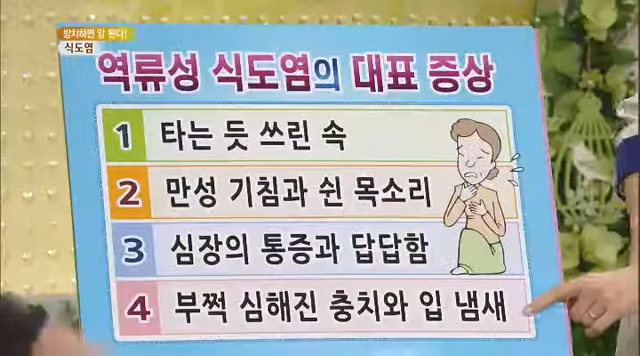 방치하면 암 된다!
식도염
역류성 식도염의 대표 증상
1 타는 듯 쓰린 속
2 만성 기침과 쉰 목소리
3 심장의 통증과 답답함
4 부쩍 심해진 충치와 입 냄새